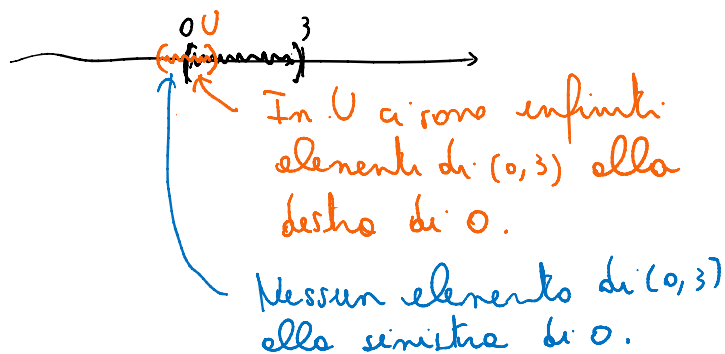 0 U 3
In U ci sono infiniti
elementi di (0,3) alla
destra di 0.
Nessun elemento di (0,3)
alla sinistra di 0.